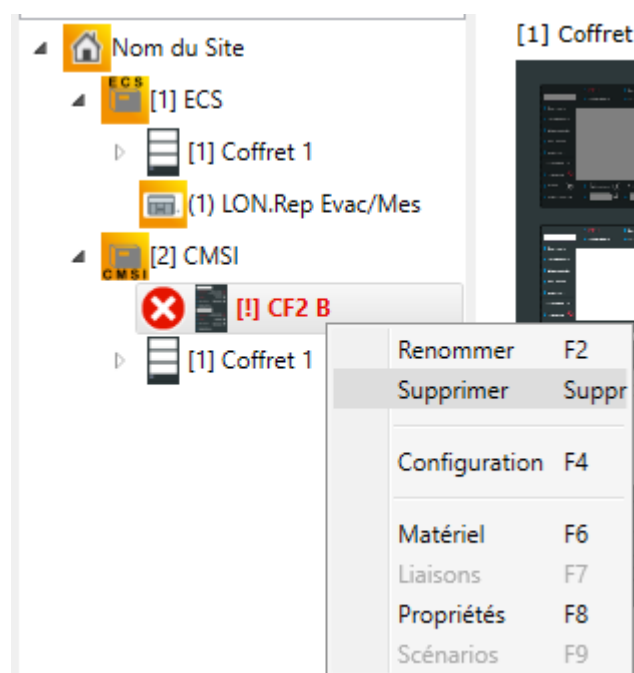 [1] Coffret
Nom du Site
ECS
[1] ECS
[1] Coffret 1
(1) LON.Rep Evac/Mes
CMSI
[2] CMSI
[!] CF2 B
[1] Coffret 1
Renommer F2
Supprimer Suppr
Configuration F4
Matériel F6
Liaisons F7
Propriétés F8
Scénarios F9